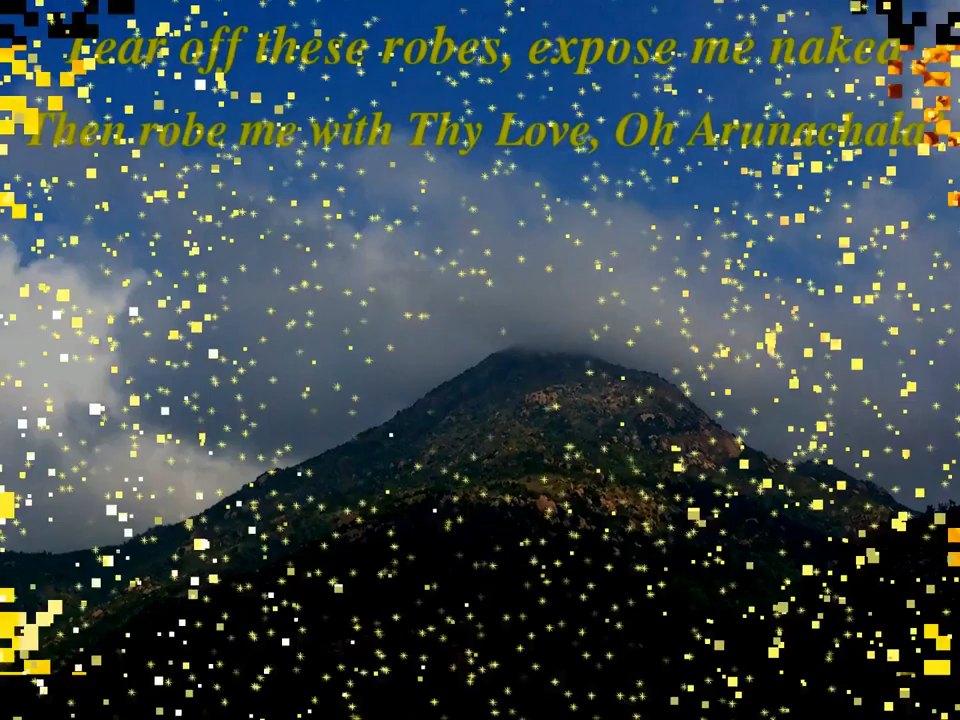 Tear off these robes, expose me naked
Then robe me with Thy Love, Oh Arunachala